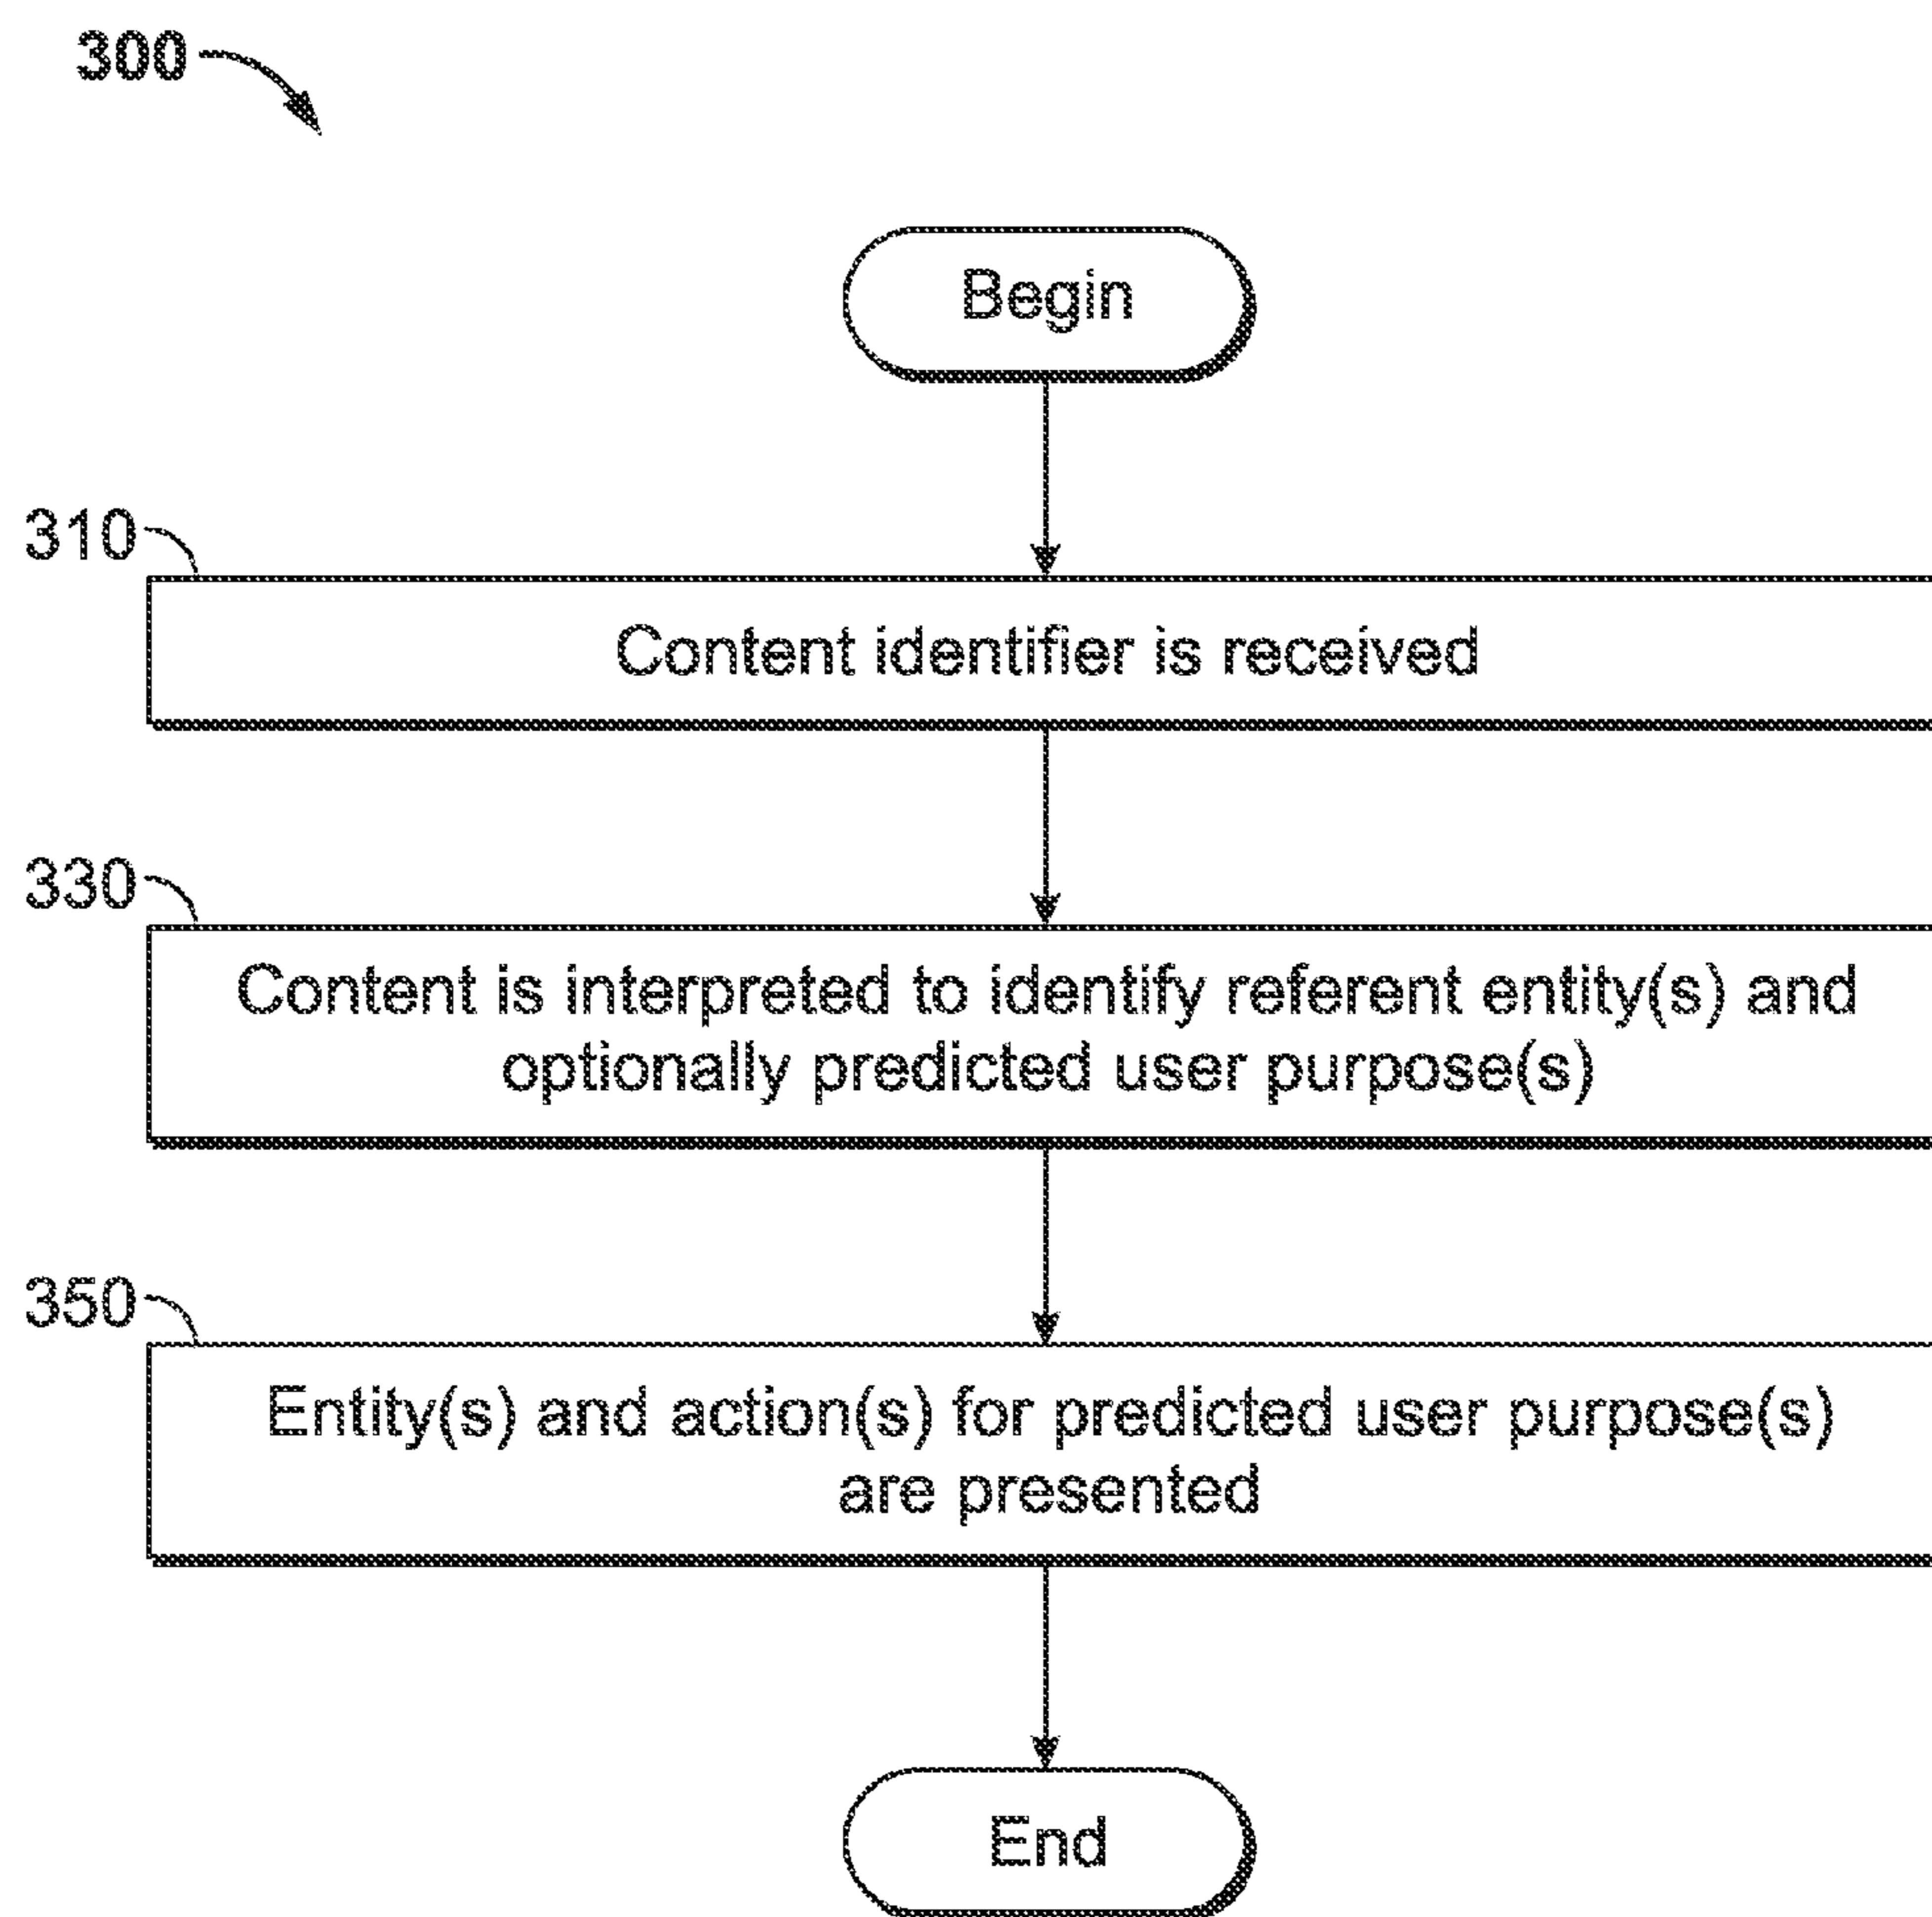 300
Begin
310
Content identifier is received
330
Content is interpreted to identify referent entity(s) and
optionally predicted user purpose(s)
350
Entity(s) and action(s) for predicted user purpose(s)
are presented
End